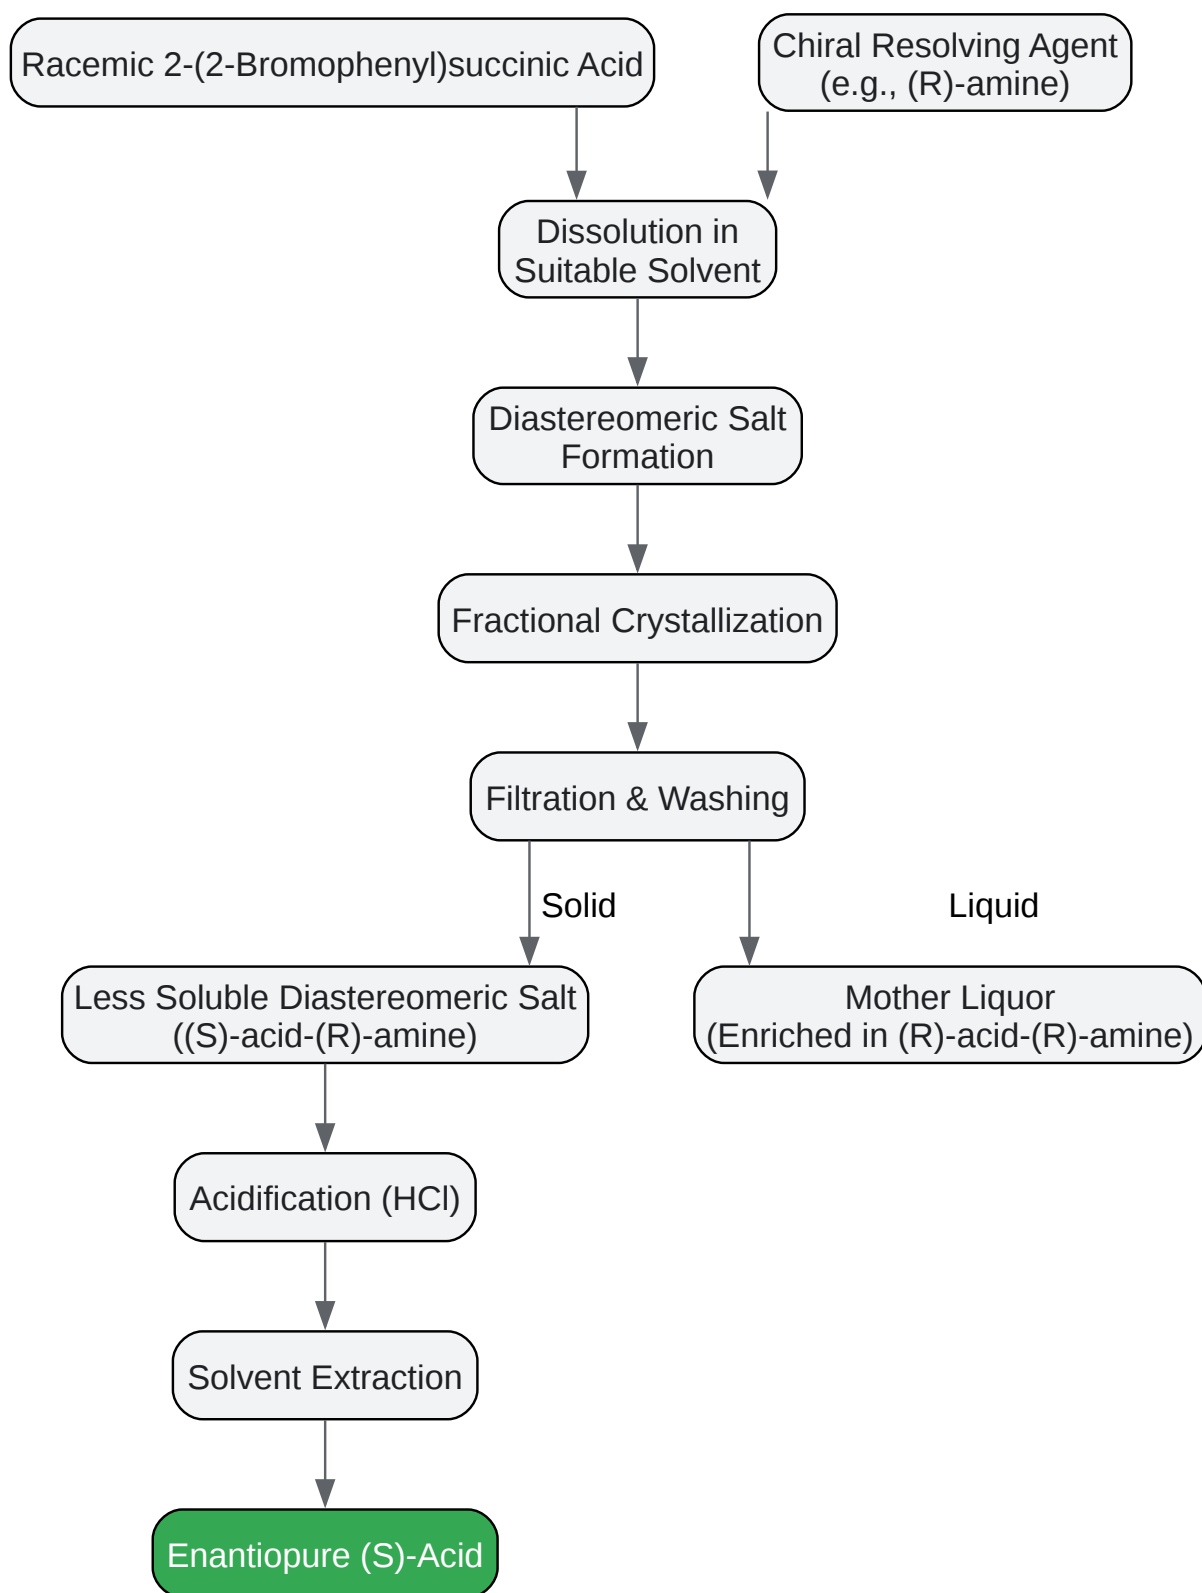 Racemic 2-(2-Bromophenyl)succinic Acid
Chiral Resolving Agent
(e.g., (R)-amine)
Dissolution in
Suitable Solvent
Diastereomeric Salt
Formation
Fractional Crystallization
Filtration & Washing
Solid
Liquid
Less Soluble Diastereomeric Salt
((S)-acid-(R)-amine)
Mother Liquor
(Enriched in (R)-acid-(R)-amine)
Acidification (HCl)
Solvent Extraction
Enantiopure (S)-Acid